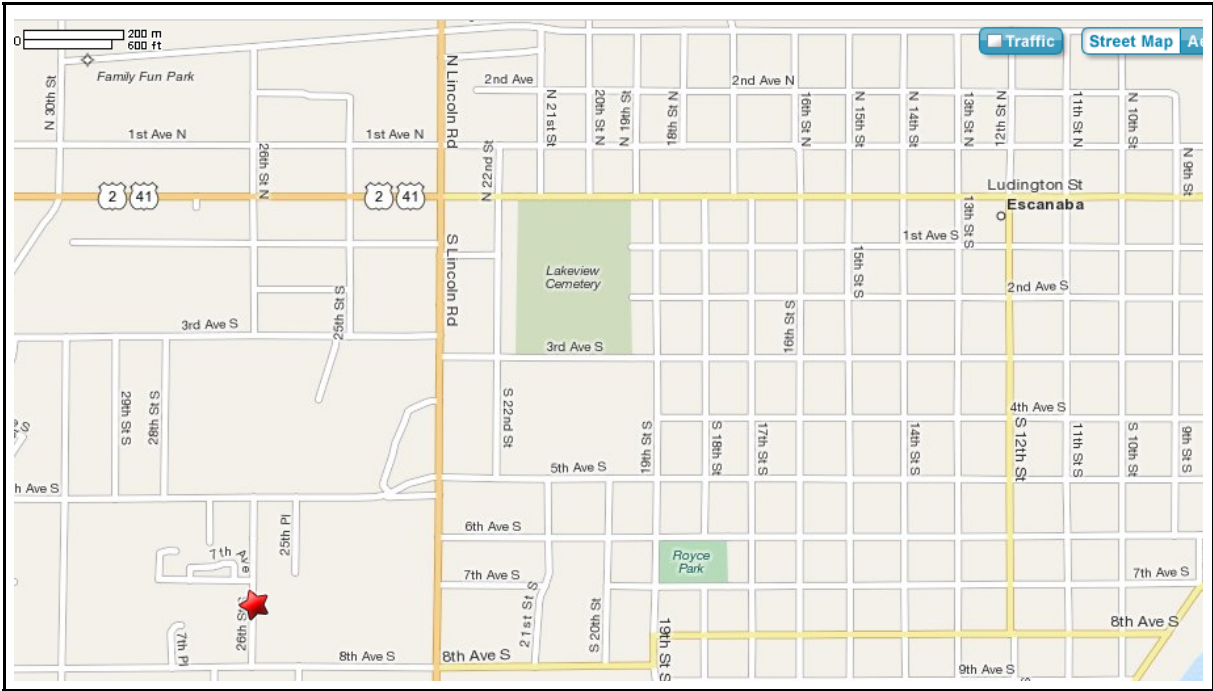 0
200 m
600 ft
Traffic
Street Map
Family Fun Park
N 30th St
N Lincoln Rd
2nd Ave
2nd Ave N
N 21st St
20th St N
N 19th St
18th St N
16th St N
N 15th St
N 14th St
13th St N
12th St N
11th St N
N 10th St
1st Ave N
1st Ave N
26th St N
N 22nd St
N 9th St
2
41
2
41
Ludington St
Escanaba
1st Ave S
13th St S
15th St S
S Lincoln Rd
Lakeview
Cemetery
2nd Ave S
25th St S
16th St S
3rd Ave S
3rd Ave S
26th St S
28th St S
S 22nd St
4th Ave S
19th St S
S 18th St
17th St S
14th St S
S 12th St
11th St S
S 10th St
9th St S
5th Ave S
h Ave S
6th Ave S
25th Pl
7th Ave
Royce
Park
7th Ave S
7th Ave S
26th St S
21st St S
S 20th St
19th St S
7th Pl
8th Ave S
8th Ave S
8th Ave S
9th Ave S